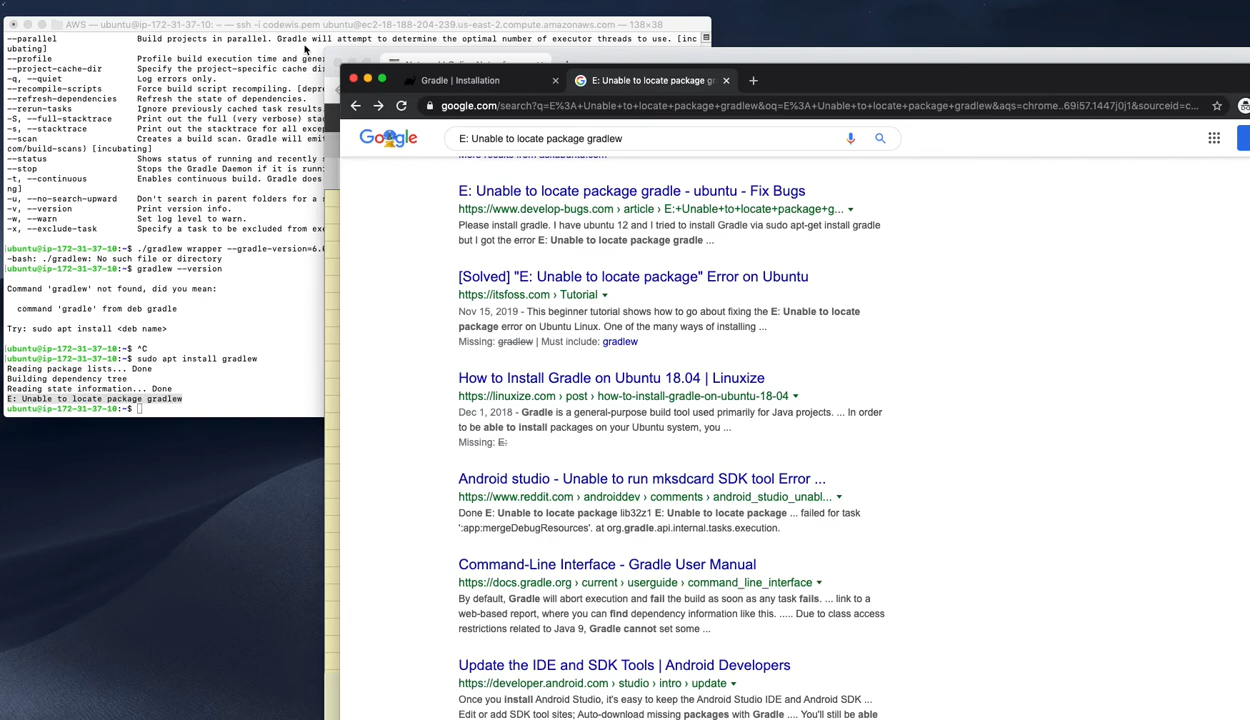 AWS — ubuntu@ip-172-31-37-10: ~ — ssh -i codewis.pem ubuntu@ec2-18-188-204-239.us-east-2.compute.amazonaws.com — 138×38
--parallel Build projects in parallel. Gradle will attempt to determine the optimal number of executor threads to use. [inc
ubating]
--profile Profile build execution time and gene
--project-cache-dir Specify the project-specific cache di
-q, --quiet Log errors only.
--recompile-scripts Force build script recompiling. [depre
--refresh-dependencies Refresh the state of dependencies.
--rerun-tasks Ignore previously cached task results
-S, --full-stacktrace Print out the full (very verbose) stac
-s, --stacktrace Print out the stacktrace for all excep
--scan Creates a build scan. Gradle will emit
com/build-scans) [incubating]
--status Shows status of running and recently s
--stop Stops the Gradle Daemon if it is runni
-t, --continuous Enables continuous build. Gradle does
ng]
-u, --no-search-upward Don't search in parent folders for a s
-v, --version Print version info.
-w, --warn Set log level to warn.
-x, --exclude-task Specify a task to be excluded from exe
ubuntu@ip-172-31-37-10:~$ ./gradlew wrapper --gradle-version=6.0
-bash: ./gradlew: No such file or directory
ubuntu@ip-172-31-37-10:~$ gradlew --version
Command 'gradlew' not found, did you mean:
command 'gradle' from deb gradle
Try: sudo apt install <deb name>
ubuntu@ip-172-31-37-10:~$ ^C
ubuntu@ip-172-31-37-10:~$ sudo apt install gradlew
Reading package lists... Done
Building dependency tree
Reading state information... Done
E: Unable to locate package gradlew
ubuntu@ip-172-31-37-10:~$
Gradle | Installation
E: Unable to locate package gr
google.com/search?q=E%3A+Unable+to+locate+package+gradlew&oq=E%3A+Unable+to+locate+package+gradlew&aqs=chrome..69i57.1447j0j1&sourceid=c...
Google
E: Unable to locate package gradlew
More results from askubuntu.com
E: Unable to locate package gradle - ubuntu - Fix Bugs
https://www.develop-bugs.com › article › E:+Unable+to+locate+package+g...
Please install gradle. I have ubuntu 12 and I tried to install Gradle via sudo apt-get install gradle
but I got the error E: Unable to locate package gradle ...
[Solved] "E: Unable to locate package" Error on Ubuntu
https://itsfoss.com › Tutorial
Nov 15, 2019 - This beginner tutorial shows how to go about fixing the E: Unable to locate
package error on Ubuntu Linux. One of the many ways of installing ...
Missing: gradlew | Must include: gradlew
How to Install Gradle on Ubuntu 18.04 | Linuxize
https://linuxize.com › post › how-to-install-gradle-on-ubuntu-18-04
Dec 1, 2018 - Gradle is a general-purpose build tool used primarily for Java projects. ... In order
to be able to install packages on your Ubuntu system, you ...
Missing: E:
Android studio - Unable to run mksdcard SDK tool Error ...
https://www.reddit.com › androiddev › comments › android_studio_unabl...
Done E: Unable to locate package lib32z1 E: Unable to locate package ... failed for task
':app:mergeDebugResources'. at org.gradle.api.internal.tasks.execution.
Command-Line Interface - Gradle User Manual
https://docs.gradle.org › current › userguide › command_line_interface
By default, Gradle will abort execution and fail the build as soon as any task fails. ... link to a
web-based report, where you can find dependency information like this. ..... Due to class access
restrictions related to Java 9, Gradle cannot set some ...
Update the IDE and SDK Tools | Android Developers
https://developer.android.com › studio › intro › update
Once you install Android Studio, it's easy to keep the Android Studio IDE and Android SDK ...
Edit or add SDK tool sites; Auto-download missing packages with Gradle .... You'll still be able